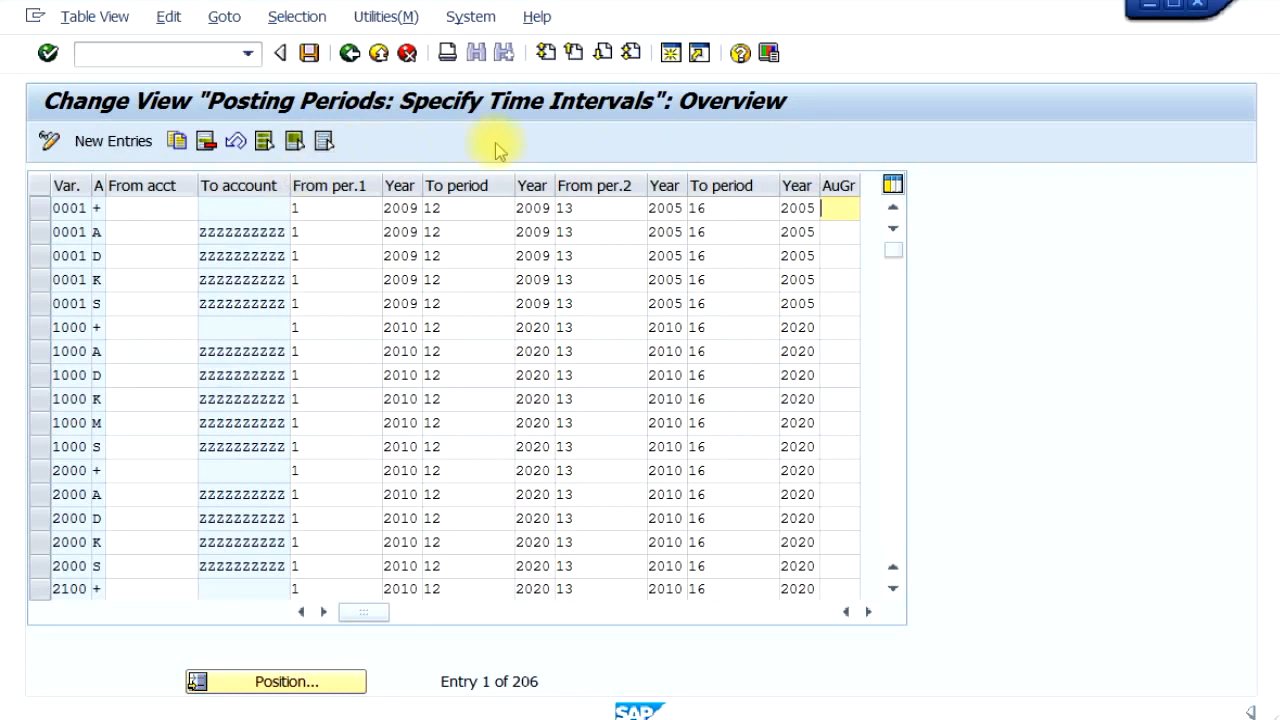 Table View Edit Goto Selection Utilities(M) System Help
Change View "Posting Periods: Specify Time Intervals": Overview
New Entries
Var. A From acct To account From per.1 Year To period Year From per.2 Year To period Year AuGr
0001 + 1 2009 12 2009 13 2005 16 2005
0001 A ZZZZZZZZZZ 1 2009 12 2009 13 2005 16 2005
0001 D ZZZZZZZZZZ 1 2009 12 2009 13 2005 16 2005
0001 K ZZZZZZZZZZ 1 2009 12 2009 13 2005 16 2005
0001 S ZZZZZZZZZZ 1 2009 12 2009 13 2005 16 2005
1000 + 1 2010 12 2020 13 2010 16 2020
1000 A ZZZZZZZZZZ 1 2010 12 2020 13 2010 16 2020
1000 D ZZZZZZZZZZ 1 2010 12 2020 13 2010 16 2020
1000 K ZZZZZZZZZZ 1 2010 12 2020 13 2010 16 2020
1000 M ZZZZZZZZZZ 1 2010 12 2020 13 2010 16 2020
1000 S ZZZZZZZZZZ 1 2010 12 2020 13 2010 16 2020
2000 + 1 2010 12 2020 13 2010 16 2020
2000 A ZZZZZZZZZZ 1 2010 12 2020 13 2010 16 2020
2000 D ZZZZZZZZZZ 1 2010 12 2020 13 2010 16 2020
2000 K ZZZZZZZZZZ 1 2010 12 2020 13 2010 16 2020
2000 S ZZZZZZZZZZ 1 2010 12 2020 13 2010 16 2020
2100 + 1 2010 12 2020 13 2010 16 2020
Position... Entry 1 of 206
SAP